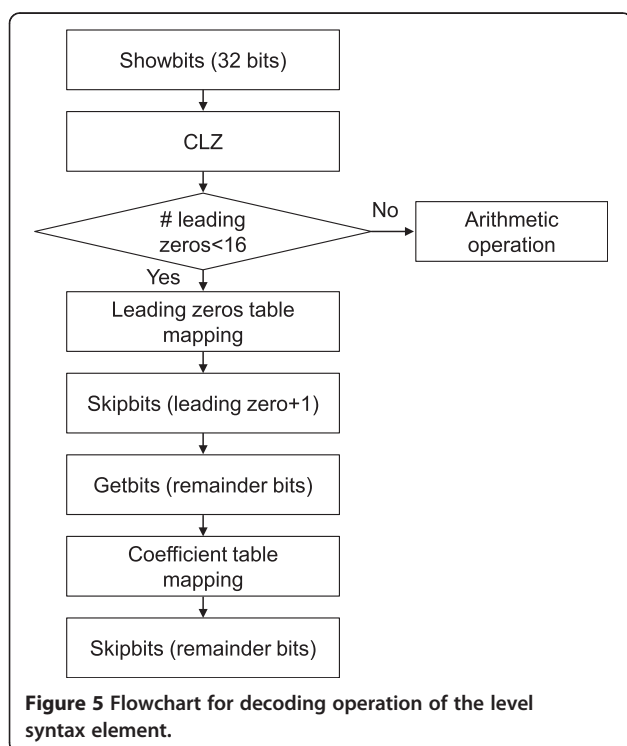 Showbits (32 bits)
CLZ
# leading
zeros<16
No
Arithmetic
operation
Yes
Leading zeros table
mapping
Skipbits (leading zero+1)
Getbits (remainder bits)
Coefficient table
mapping
Skipbits (remainder bits)
Figure 5 Flowchart for decoding operation of the level
syntax element.